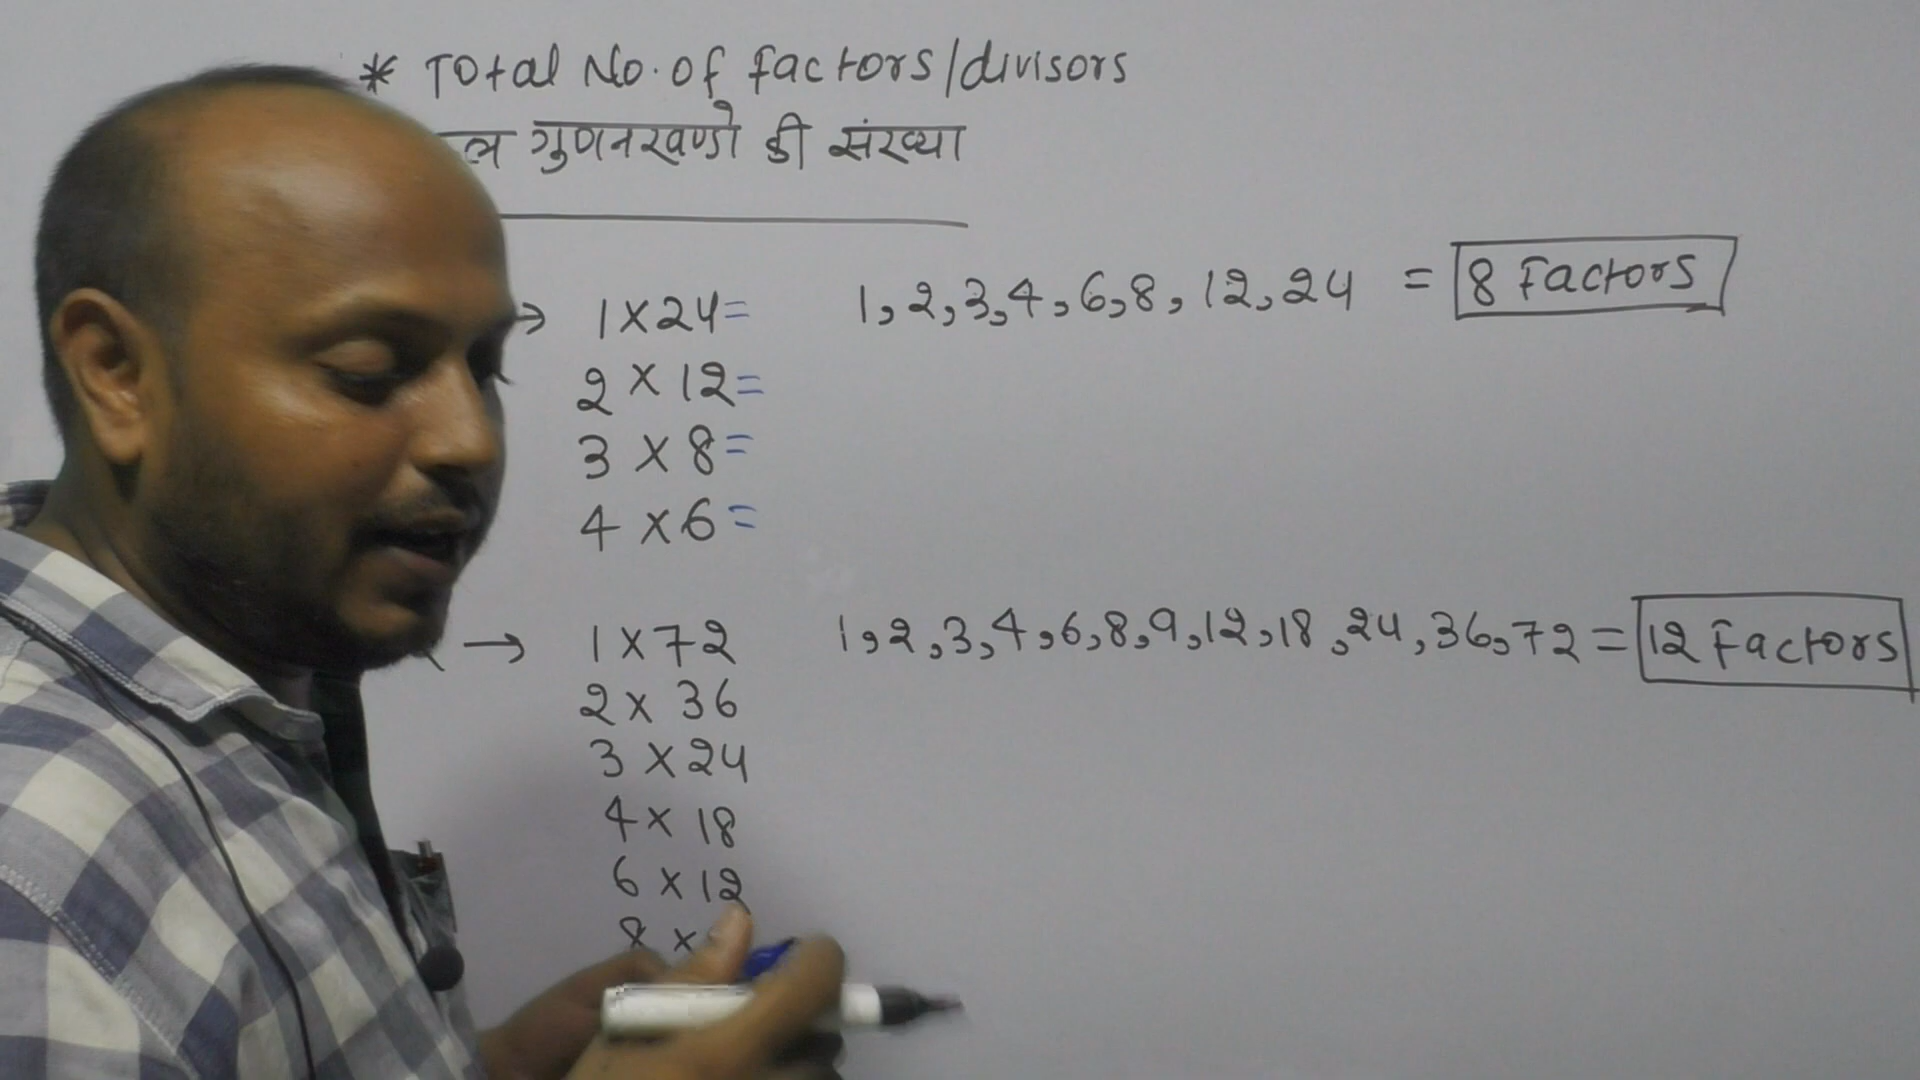 * Total No. of factors/divisors
गुणनखण्डो की संख्या
→ 1 x 24 = 1, 2, 3, 4, 6, 8, 12, 24 = 8 Factors
2 x 12 =
3 x 8 =
4 x 6 =
→ 1 x 72 1, 2, 3, 4, 6, 8, 9, 12, 18, 24, 36, 72 = 12 Factors
2 x 36
3 x 24
4 x 18
6 x 12
8 x